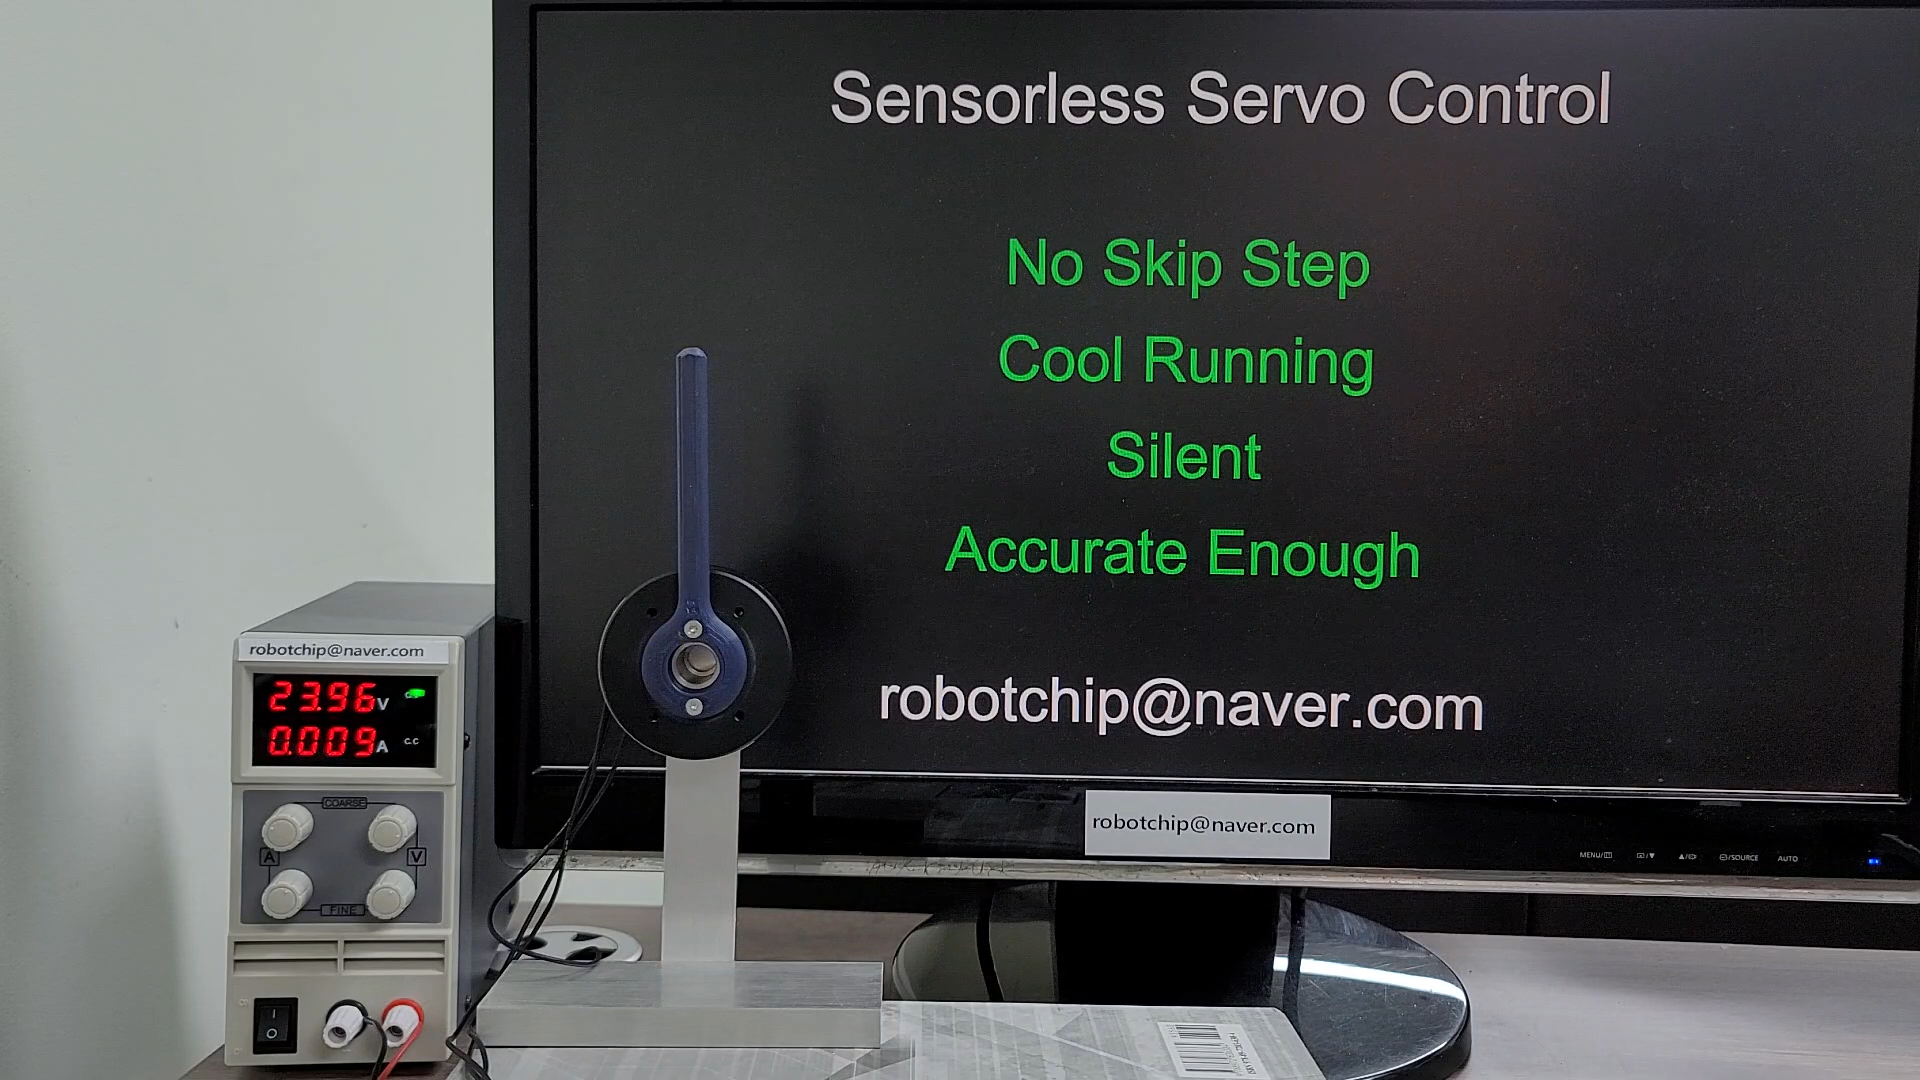 Sensorless Servo Control
No Skip Step
Cool Running
Silent
Accurate Enough
robotchip@naver.com
robotchip@naver.com
23.96V
0.009A C.C
COARSE
A V
FINE
robotchip@naver.com
MENU/
/▼
▲/
/SOURCE
AUTO